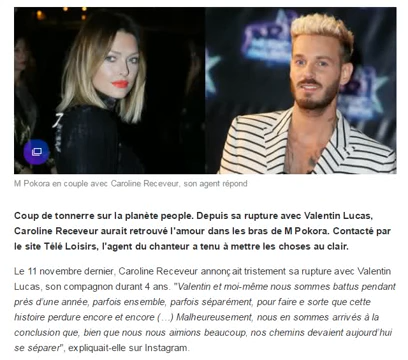 M Pokora en couple avec Caroline Receveur, son agent répond
Coup de tonnerre sur la planète people. Depuis sa rupture avec Valentin Lucas,
Caroline Receveur aurait retrouvé l'amour dans les bras de M Pokora. Contacté par
le site Télé Loisirs, l'agent du chanteur a tenu à mettre les choses au clair.
Le 11 novembre dernier, Caroline Receveur annonçait tristement sa rupture avec Valentin
Lucas, son compagnon durant 4 ans. "Valentin et moi-même nous sommes battus pendant
prés d'une année, parfois ensemble, parfois séparément, pour faire e sorte que cette
histoire perdure encore et encore (…) Malheureusement, nous en sommes arrivés à la
conclusion que, bien que nous nous aimions beaucoup, nos chemins devaient aujourd'hui
se séparer", expliquait-elle sur Instagram.